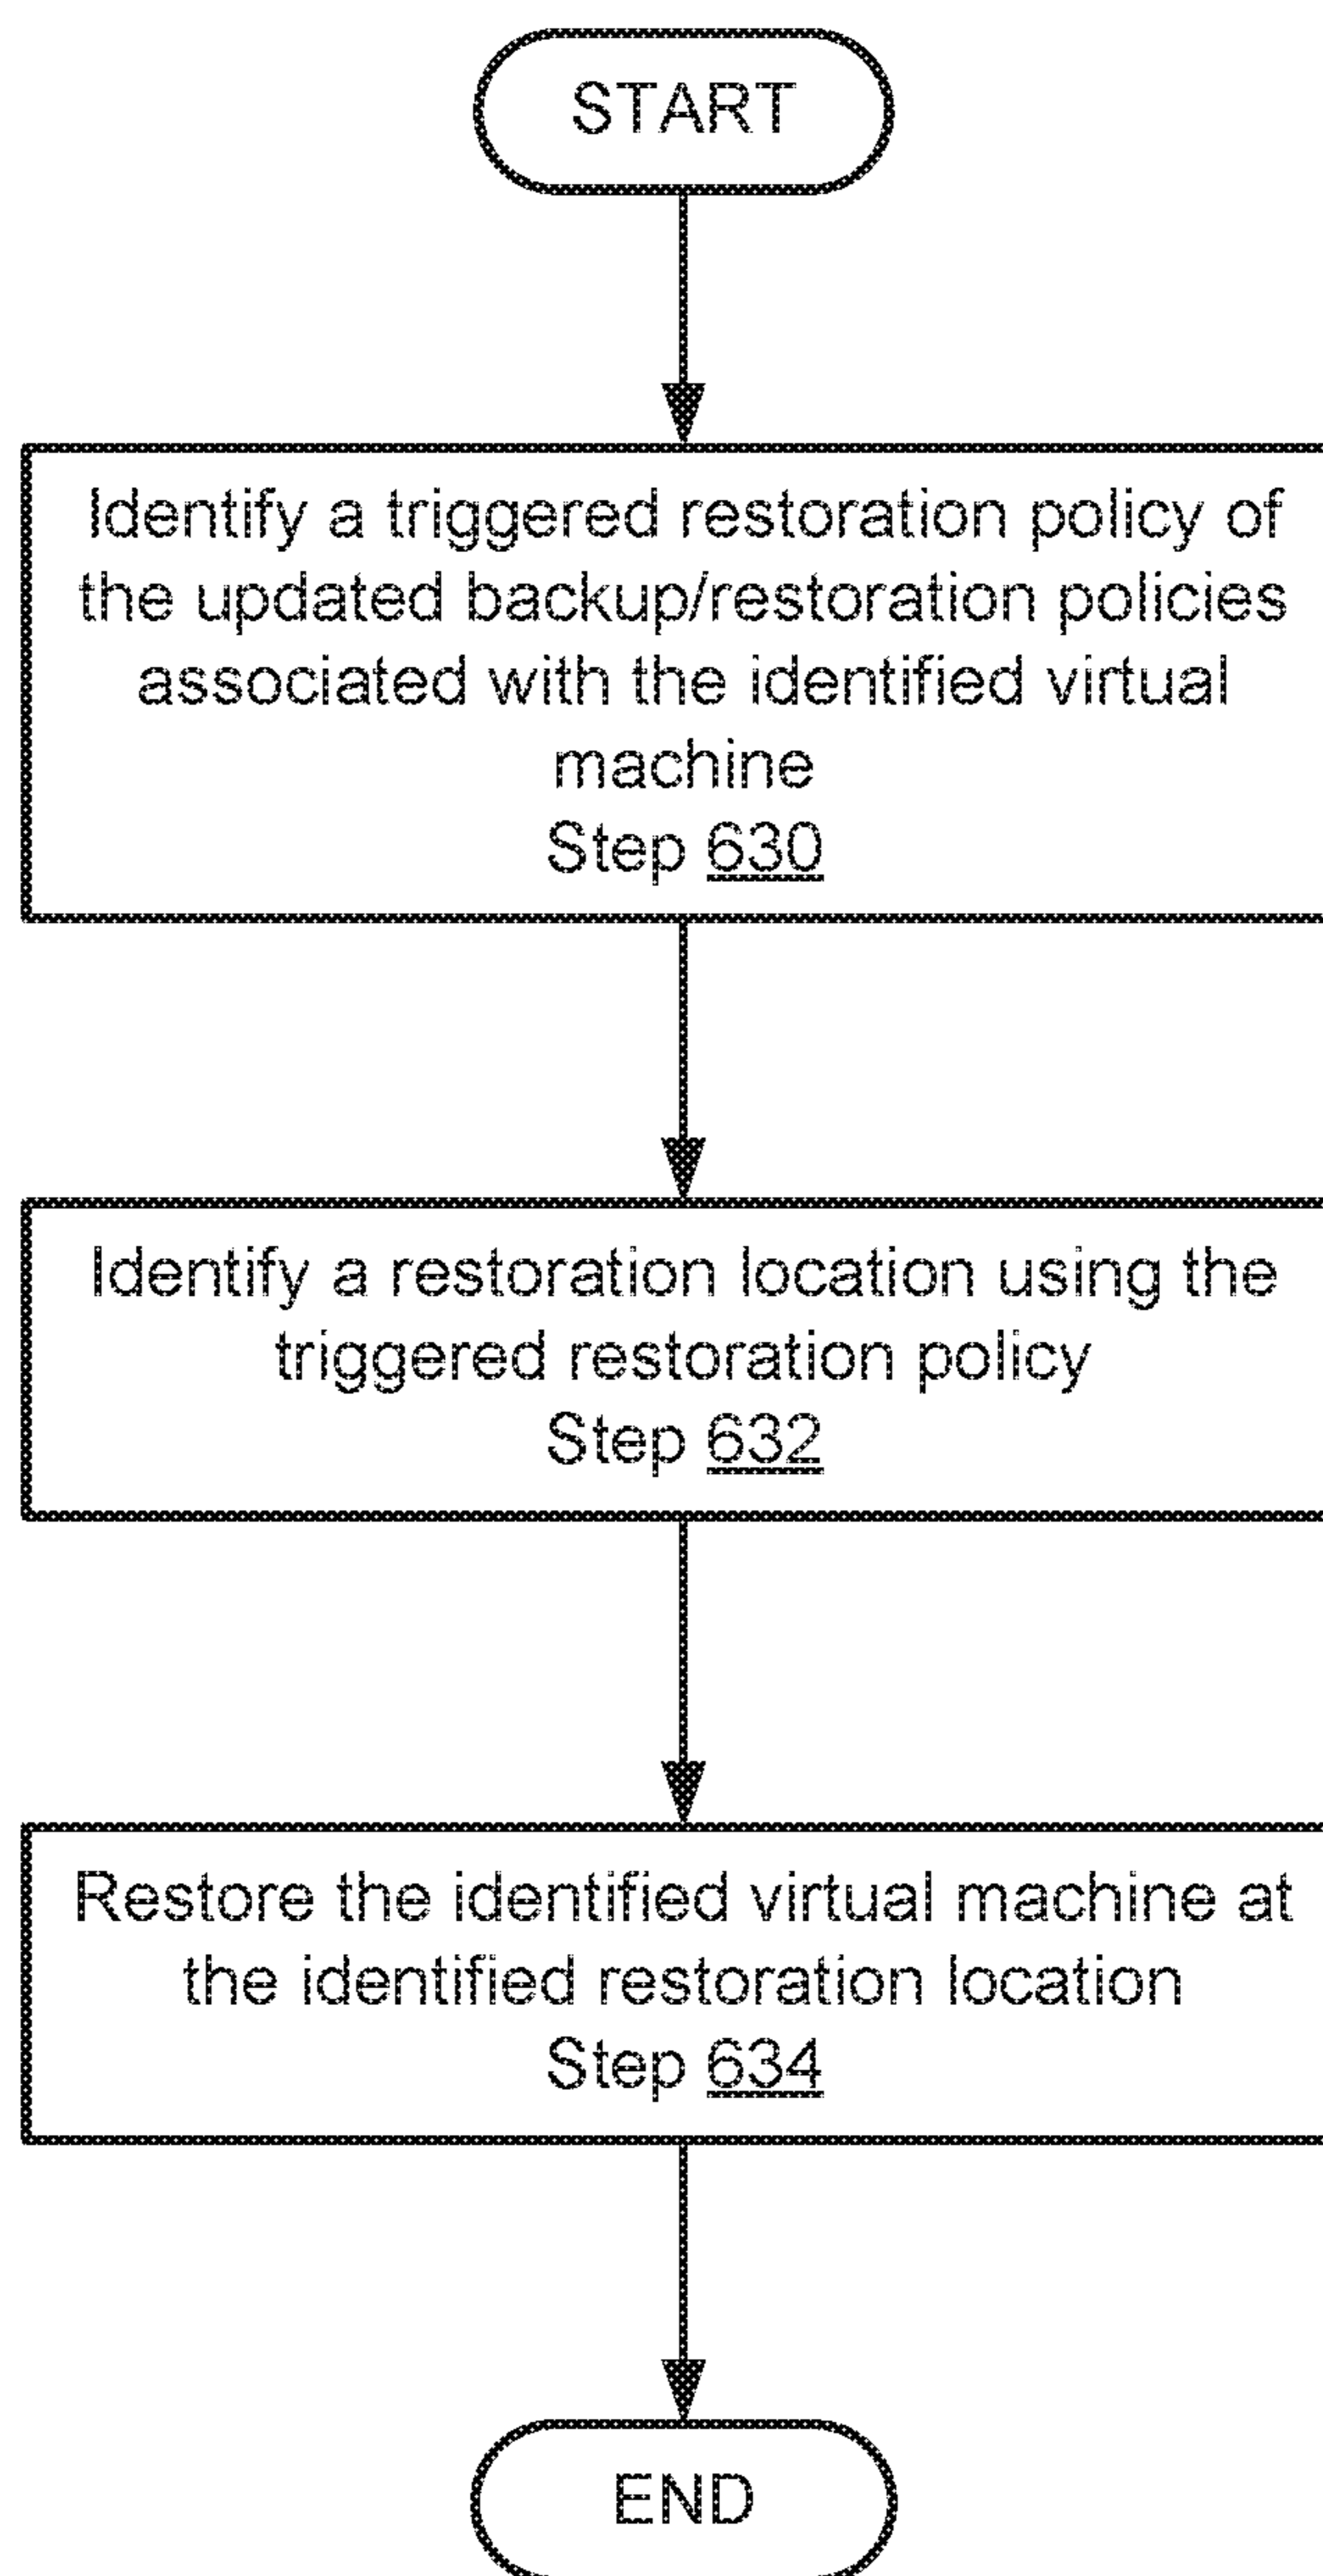 START
Identify a triggered restoration policy of
the updated backup/restoration policies
associated with the identified virtual
machine
Step 630
Identify a restoration location using the
triggered restoration policy
Step 632
Restore the identified virtual machine at
the identified restoration location
Step 634
END